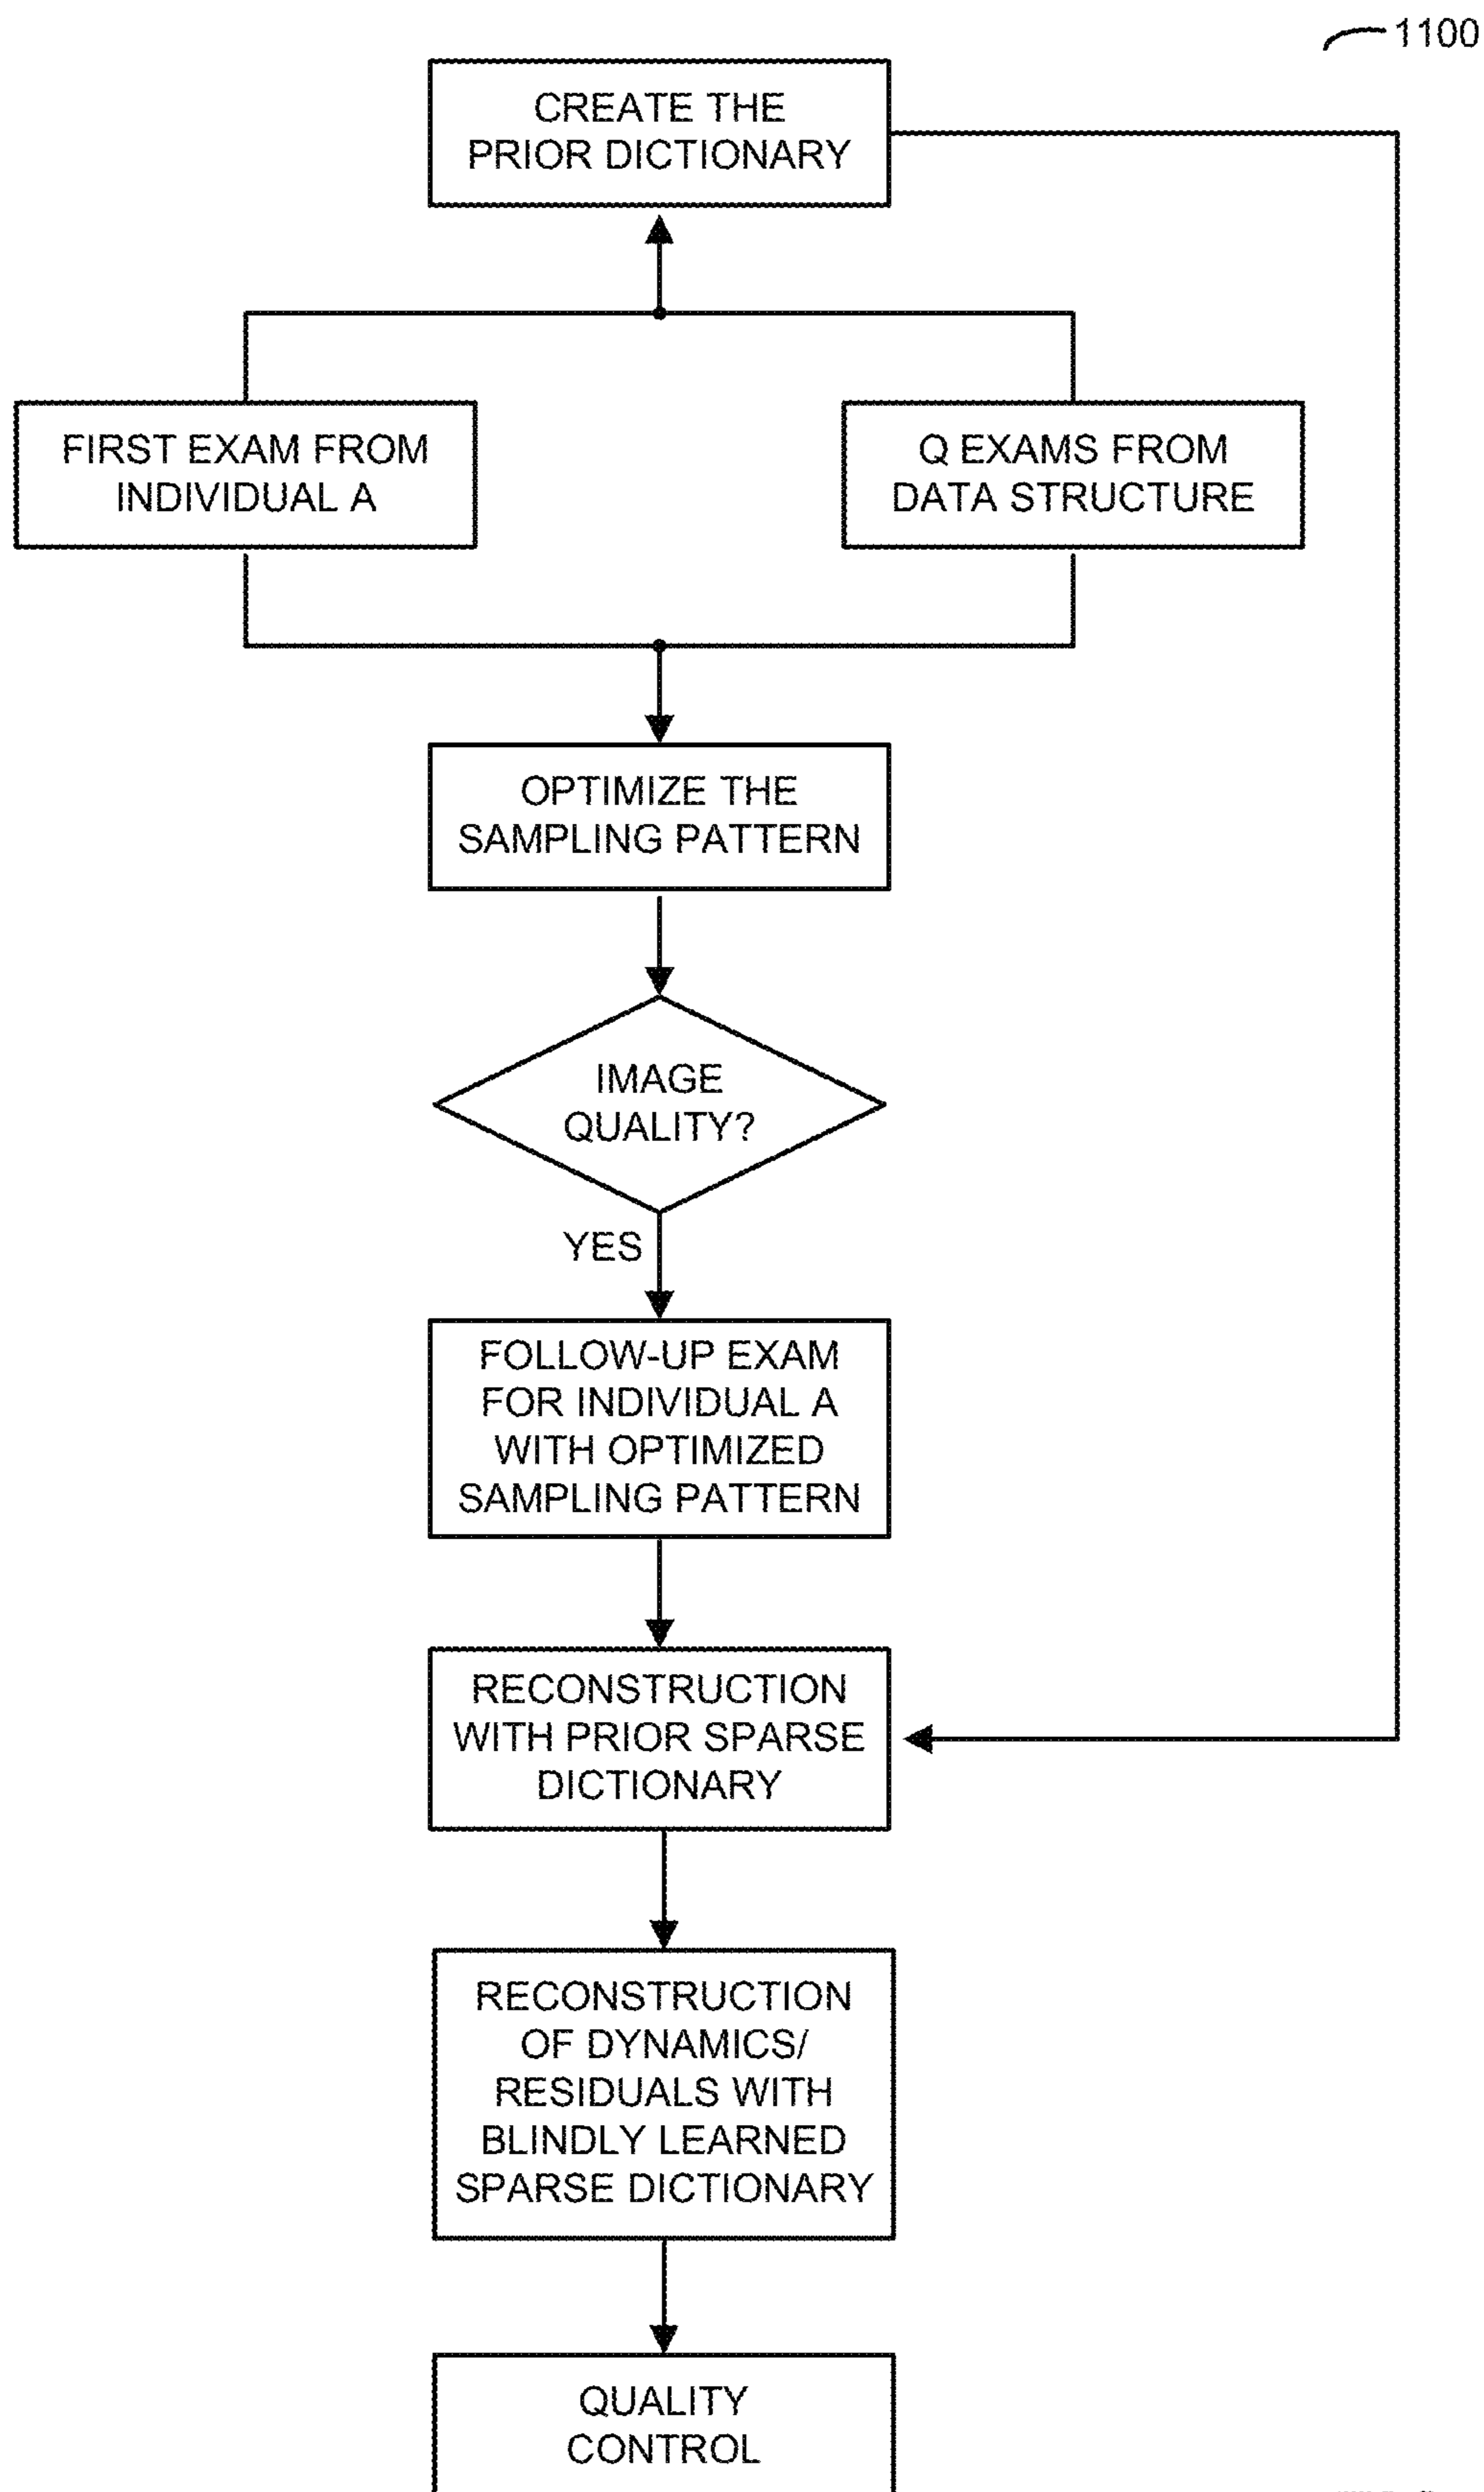 1100
CREATE THE
PRIOR DICTIONARY
FIRST EXAM FROM
INDIVIDUAL A
Q EXAMS FROM
DATA STRUCTURE
OPTIMIZE THE
SAMPLING PATTERN
IMAGE
QUALITY?
YES
FOLLOW-UP EXAM
FOR INDIVIDUAL A
WITH OPTIMIZED
SAMPLING PATTERN
RECONSTRUCTION
WITH PRIOR SPARSE
DICTIONARY
RECONSTRUCTION
OF DYNAMICS/
RESIDUALS WITH
BLINDLY LEARNED
SPARSE DICTIONARY
QUALITY
CONTROL